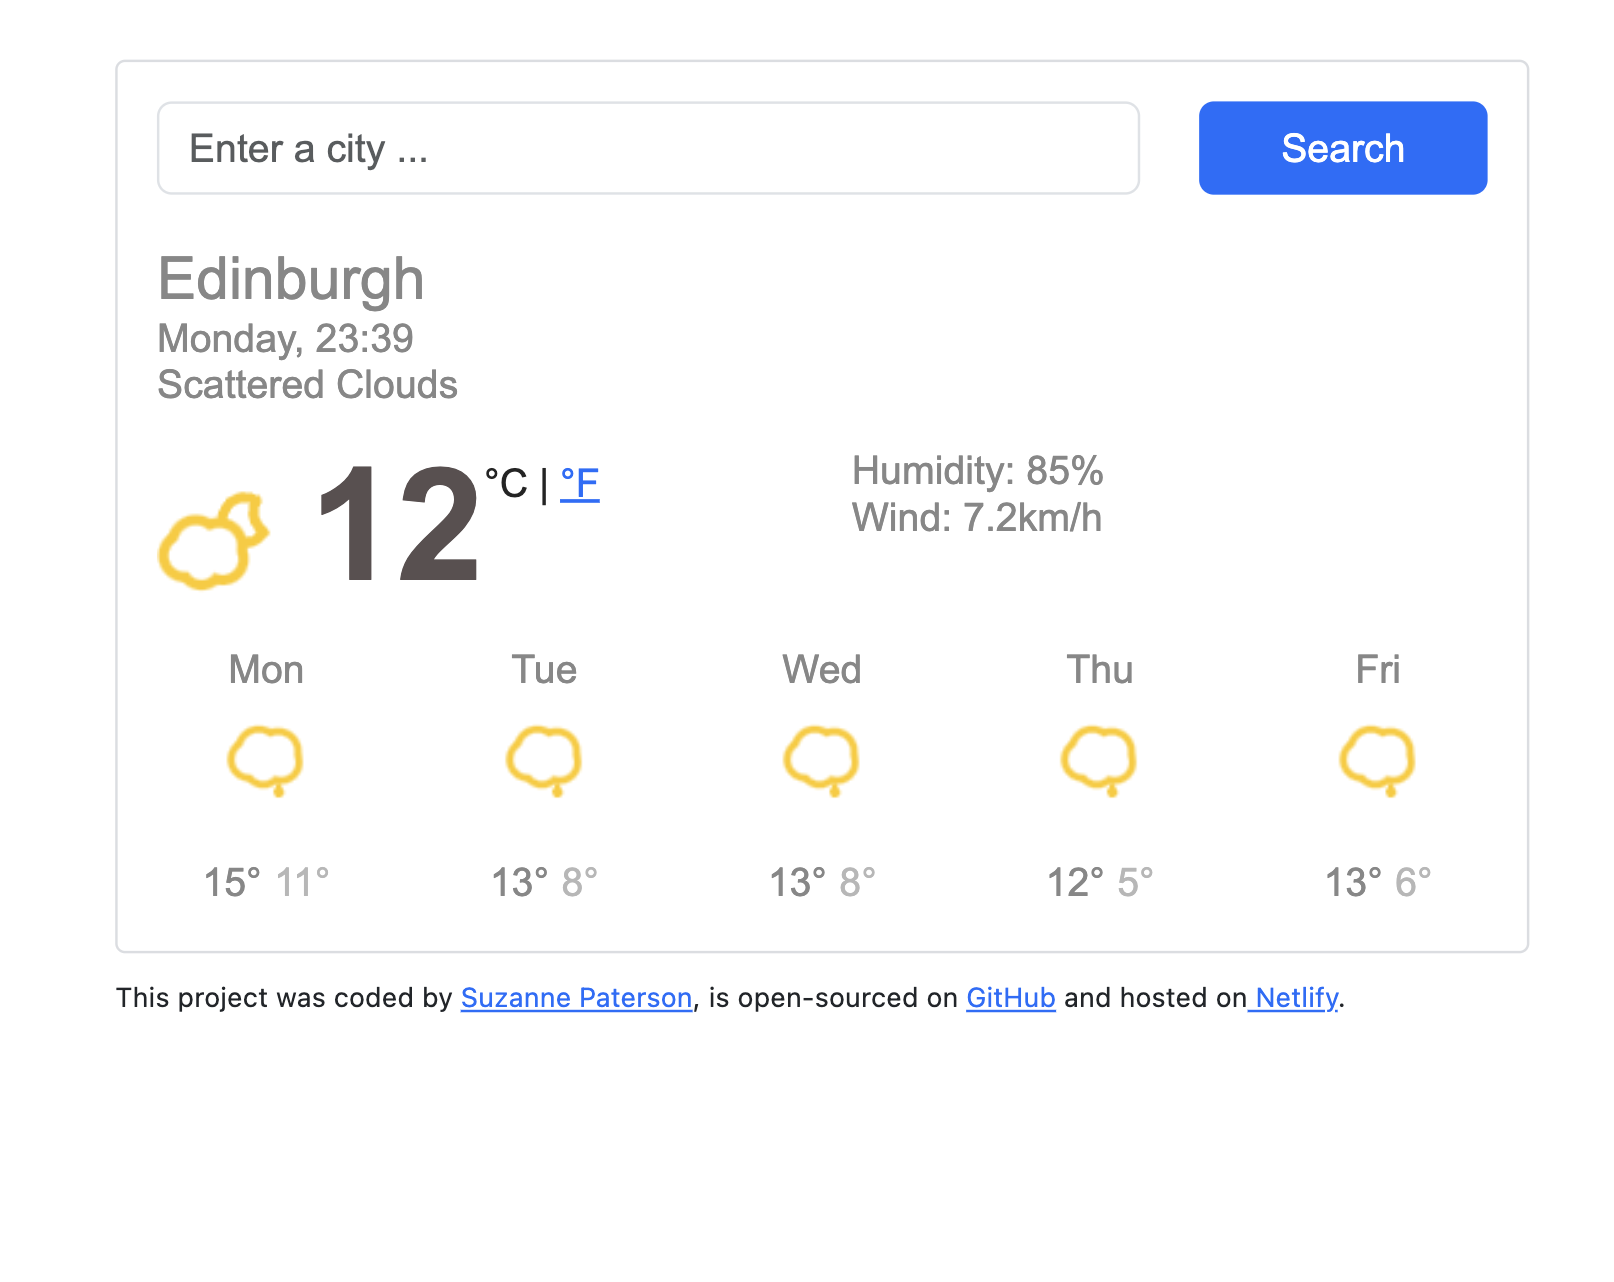 Enter a city ...
Search
Edinburgh
Monday, 23:39
Scattered Clouds
12 °C | °F
Humidity: 85%
Wind: 7.2km/h
Mon Tue Wed Thu Fri
15° 11° 13° 8° 13° 8° 12° 5° 13° 6°
This project was coded by Suzanne Paterson, is open-sourced on GitHub and hosted on Netlify.